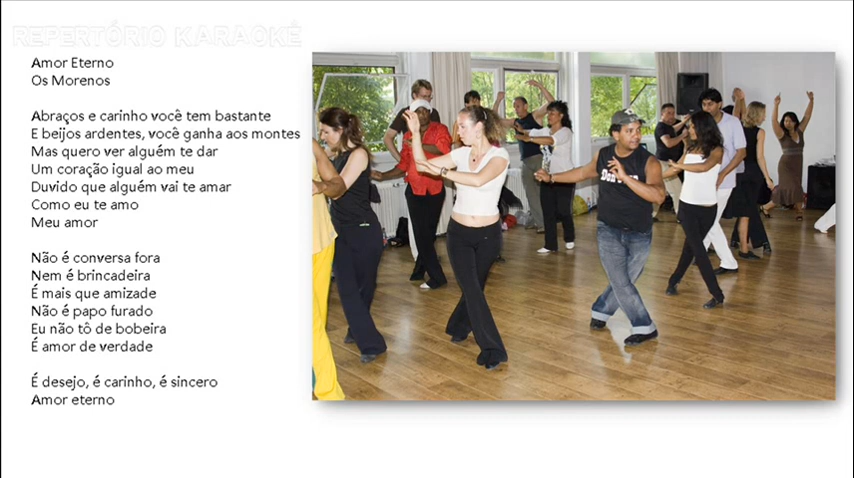 REPERTÓRIO KARAOKÊ
Amor Eterno
Os Morenos
Abraços e carinho você tem bastante
E beijos ardentes, você ganha aos montes
Mas quero ver alguém te dar
Um coração igual ao meu
Duvido que alguém vai te amar
Como eu te amo
Meu amor
Não é conversa fora
Nem é brincadeira
É mais que amizade
Não é papo furado
Eu não tô de bobeira
É amor de verdade
É desejo, é carinho, é sincero
Amor eterno